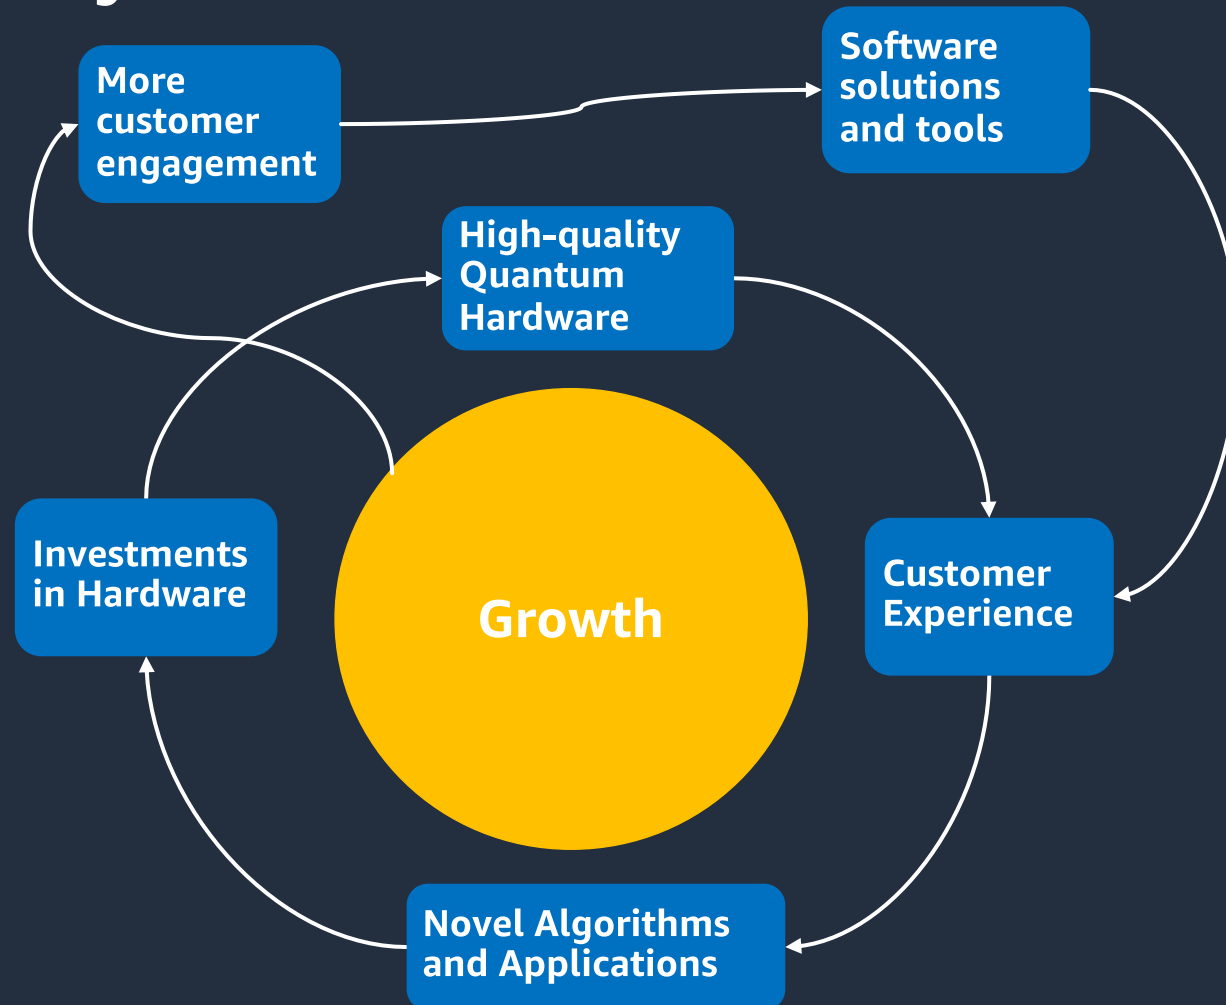 More
customer
engagement
Software
solutions
and tools
High-quality
Quantum
Hardware
Investments
in Hardware
Growth
Customer
Experience
Novel Algorithms
and Applications